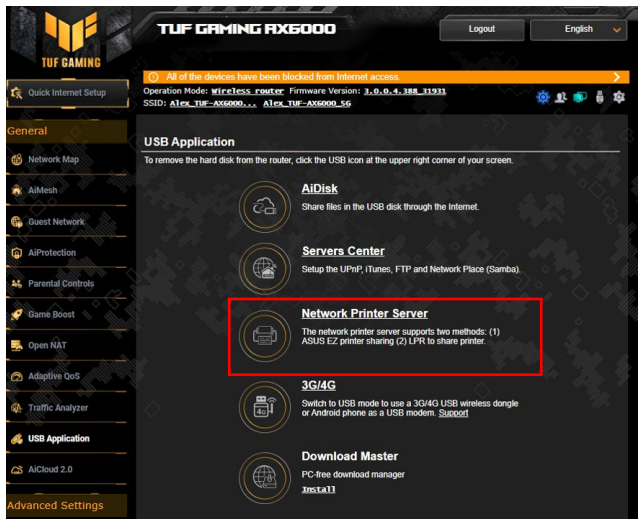 TUF GAMING AX6000
Logout
English
TUF GAMING
All of the devices have been blocked from Internet access.
Quick Internet Setup
Operation Mode: Wireless router Firmware Version: 3.0.0.4.388_31931
SSID: Alex_TUF-AX6000... Alex_TUF-AX6000_5G
General
Network Map
AiMesh
Guest Network
AiProtection
Parental Controls
Game Boost
Open NAT
Adaptive QoS
Traffic Analyzer
USB Application
AiCloud 2.0
Advanced Settings
USB Application
To remove the hard disk from the router, click the USB icon at the upper right corner of your screen.
AiDisk
Share files in the USB disk through the Internet.
Servers Center
Setup the UPnP, iTunes, FTP and Network Place (Samba).
Network Printer Server
The network printer server supports two methods: (1)
ASUS EZ printer sharing (2) LPR to share printer.
3G/4G
4G
Switch to USB mode to use a 3G/4G USB wireless dongle
or Android phone as a USB modem. Support
Download Master
PC-free download manager
Install